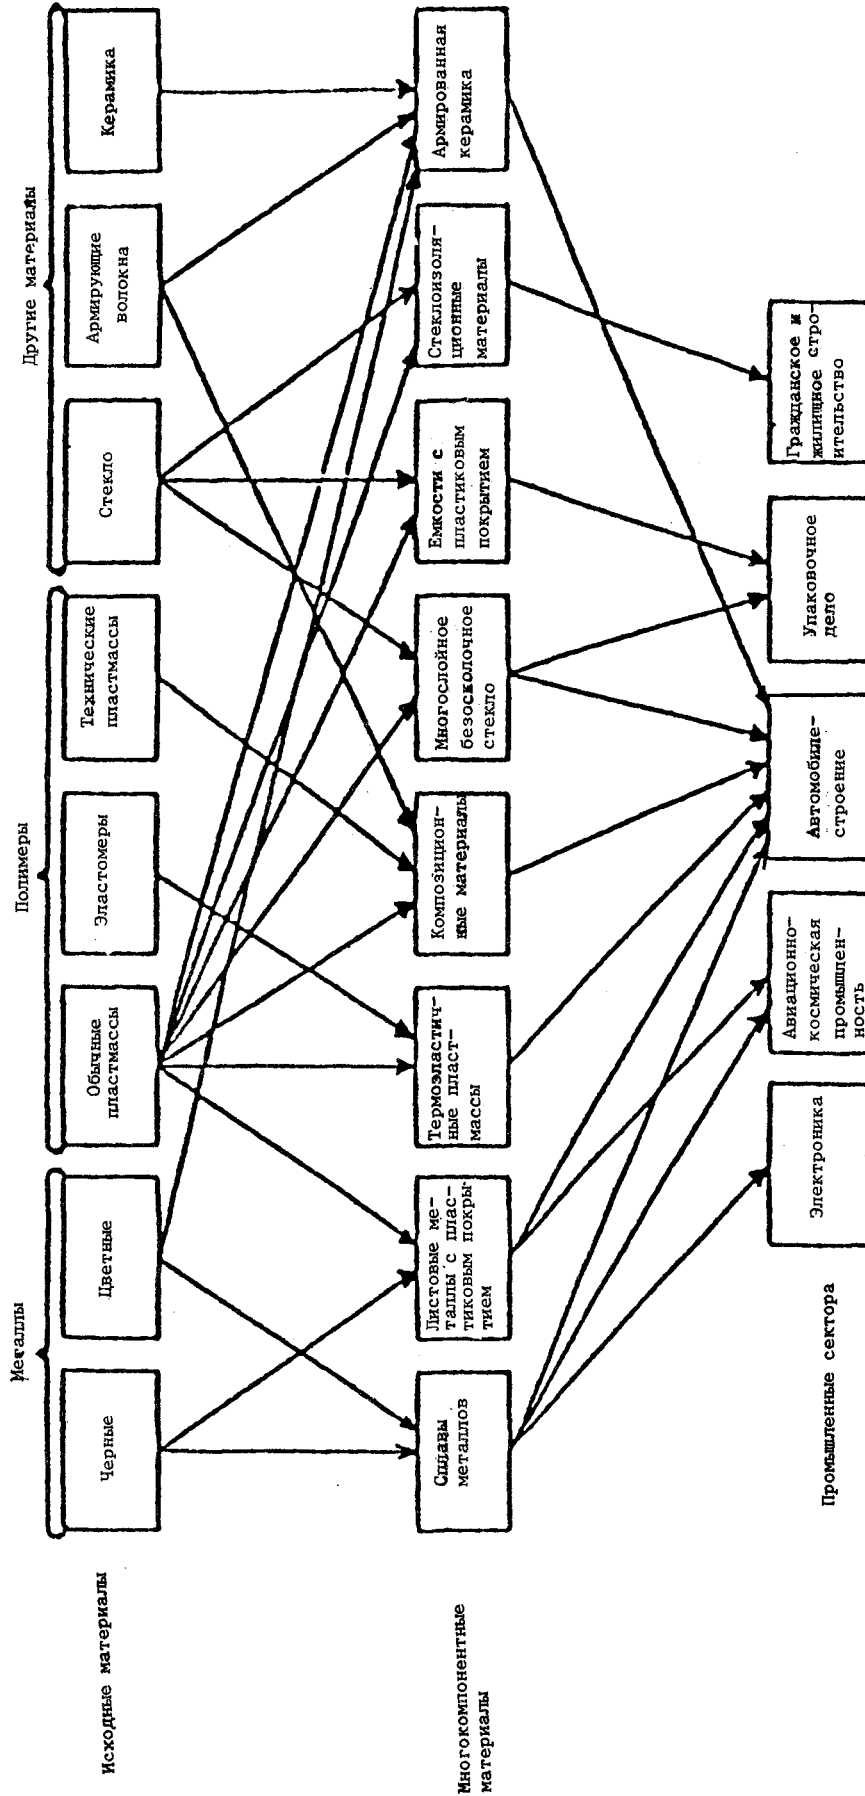 Металлы
Полимеры
Другие материалы
Исходные материалы
Черные
Цветные
Обычные
пластмассы
Эластомеры
Технические
пластмассы
Стекло
Армирующие
волокна
Керамика
Многокомпонентные
материалы
Сплавы
металлов
Листовые ме-
таллы с плас-
тиковым покры-
тием
Термоэластич-
ные пласт-
массы
Композицион-
ные материалы
Многослойное
безосколочное
стекло
Емкости с
пластиковым
покрытием
Стеклоизоля-
ционные
материалы
Армированная
керамика
Промышленные сектора
Электроника
Авиационно-
космическая
промышлен-
ность
Автомобиле-
строение
Упаковочное
дело
Гражданское и
жилищное стро-
ительство